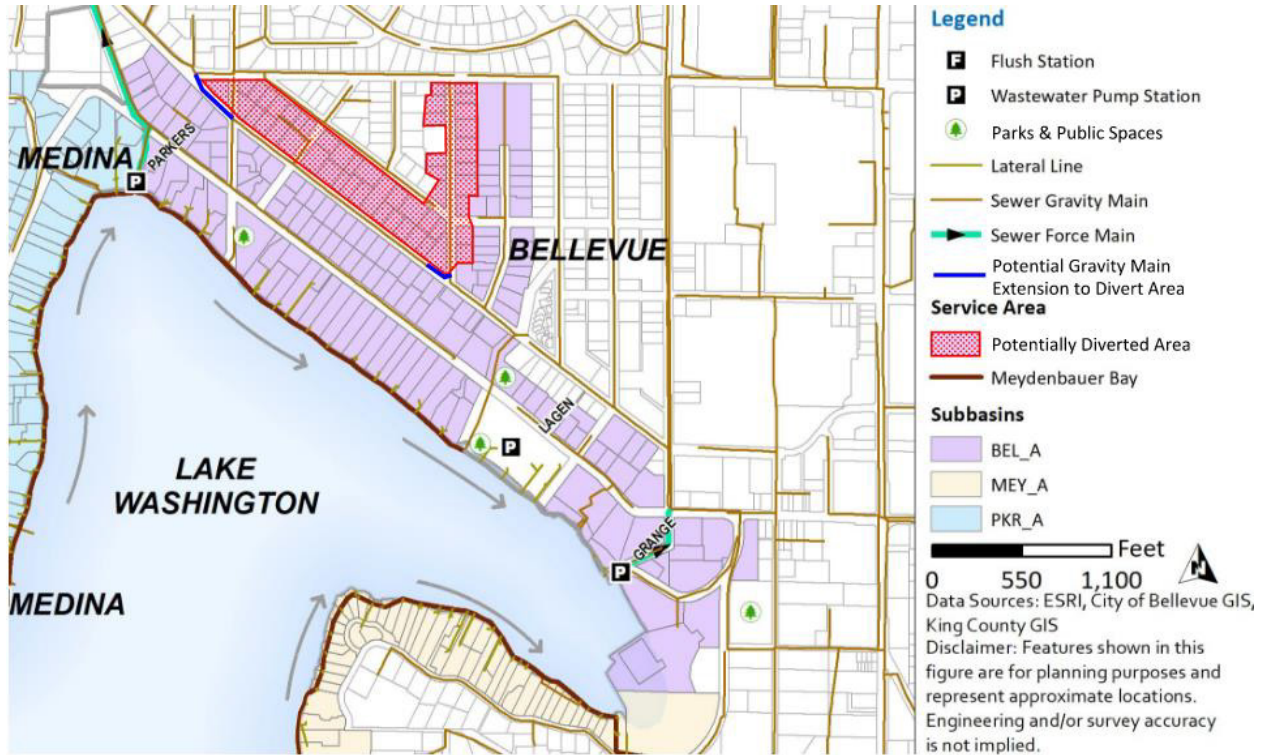 MEDINA
PARKERS
P
BELLEVUE
LAGEN
P
LAKE
WASHINGTON
GRANGE
P
MEDINA
Legend
F Flush Station
P Wastewater Pump Station
Parks & Public Spaces
Lateral Line
Sewer Gravity Main
Sewer Force Main
Potential Gravity Main
Extension to Divert Area
Service Area
Potentially Diverted Area
Meydenbauer Bay
Subbasins
BEL_A
MEY_A
PKR_A
Feet
0 550 1,100
N
Data Sources: ESRI, City of Bellevue GIS,
King County GIS
Disclaimer: Features shown in this
figure are for planning purposes and
represent approximate locations.
Engineering and/or survey accuracy
is not implied.